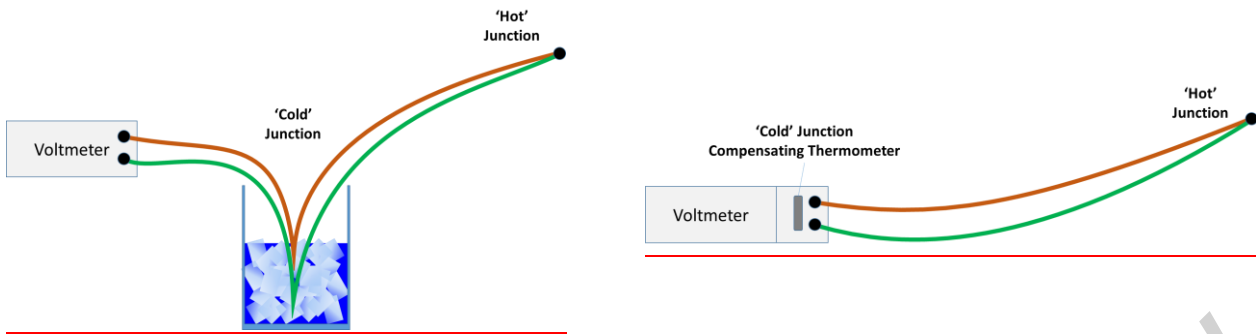 ‘Hot’
Junction
‘Cold’
Junction
Voltmeter
‘Hot’
Junction
‘Cold’ Junction
Compensating Thermometer
Voltmeter